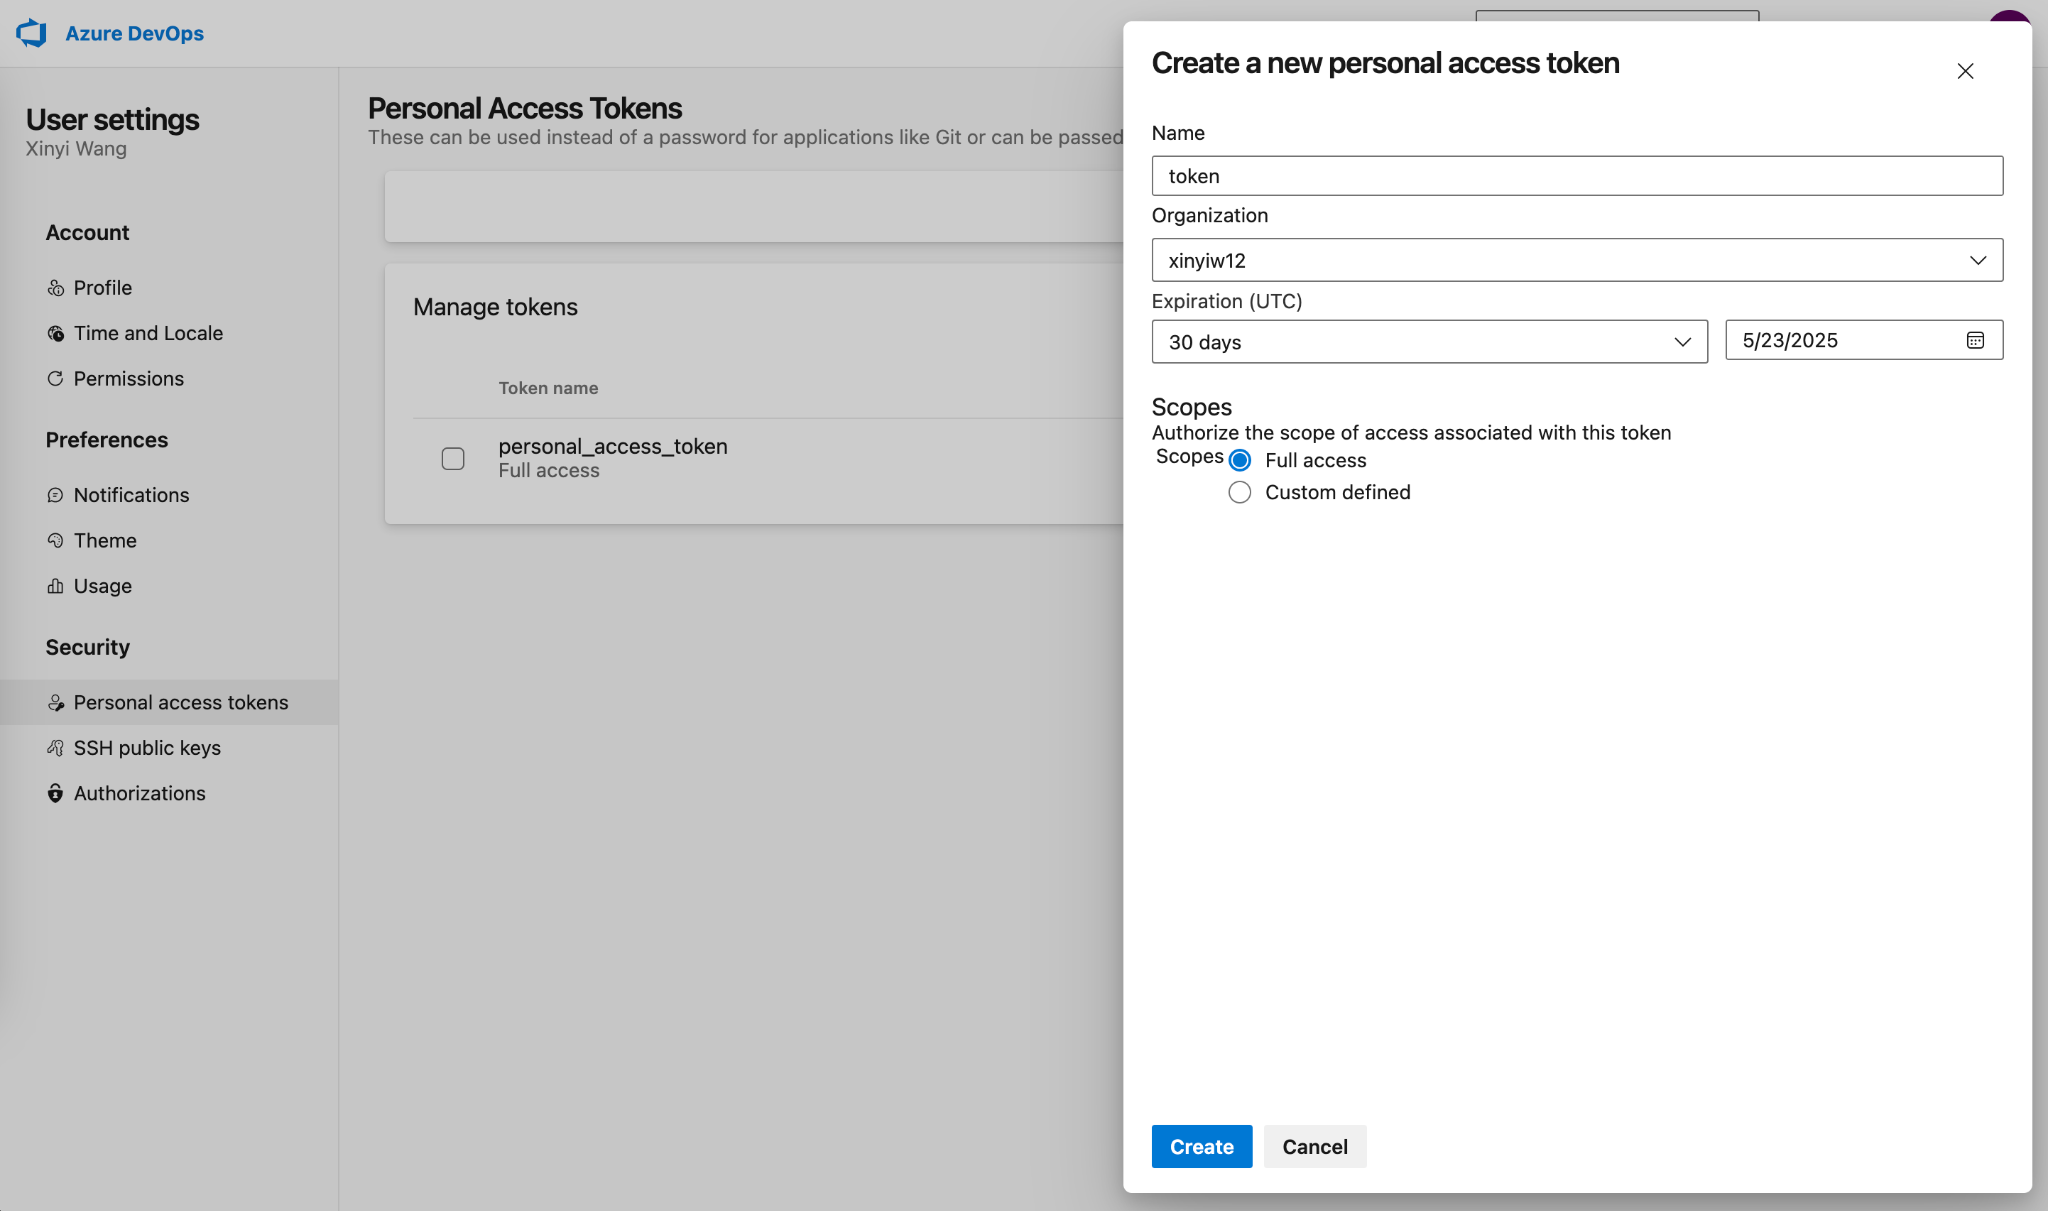 Azure DevOps
User settings
Xinyi Wang
Account
Profile
Time and Locale
Permissions
Preferences
Notifications
Theme
Usage
Security
Personal access tokens
SSH public keys
Authorizations
Personal Access Tokens
These can be used instead of a password for applications like Git or can be passed
Manage tokens
Token name
personal_access_token
Full access
Create a new personal access token
Name
token
Organization
xinyiw12
Expiration (UTC)
30 days
5/23/2025
Scopes
Authorize the scope of access associated with this token
Scopes Full access
Custom defined
Create Cancel